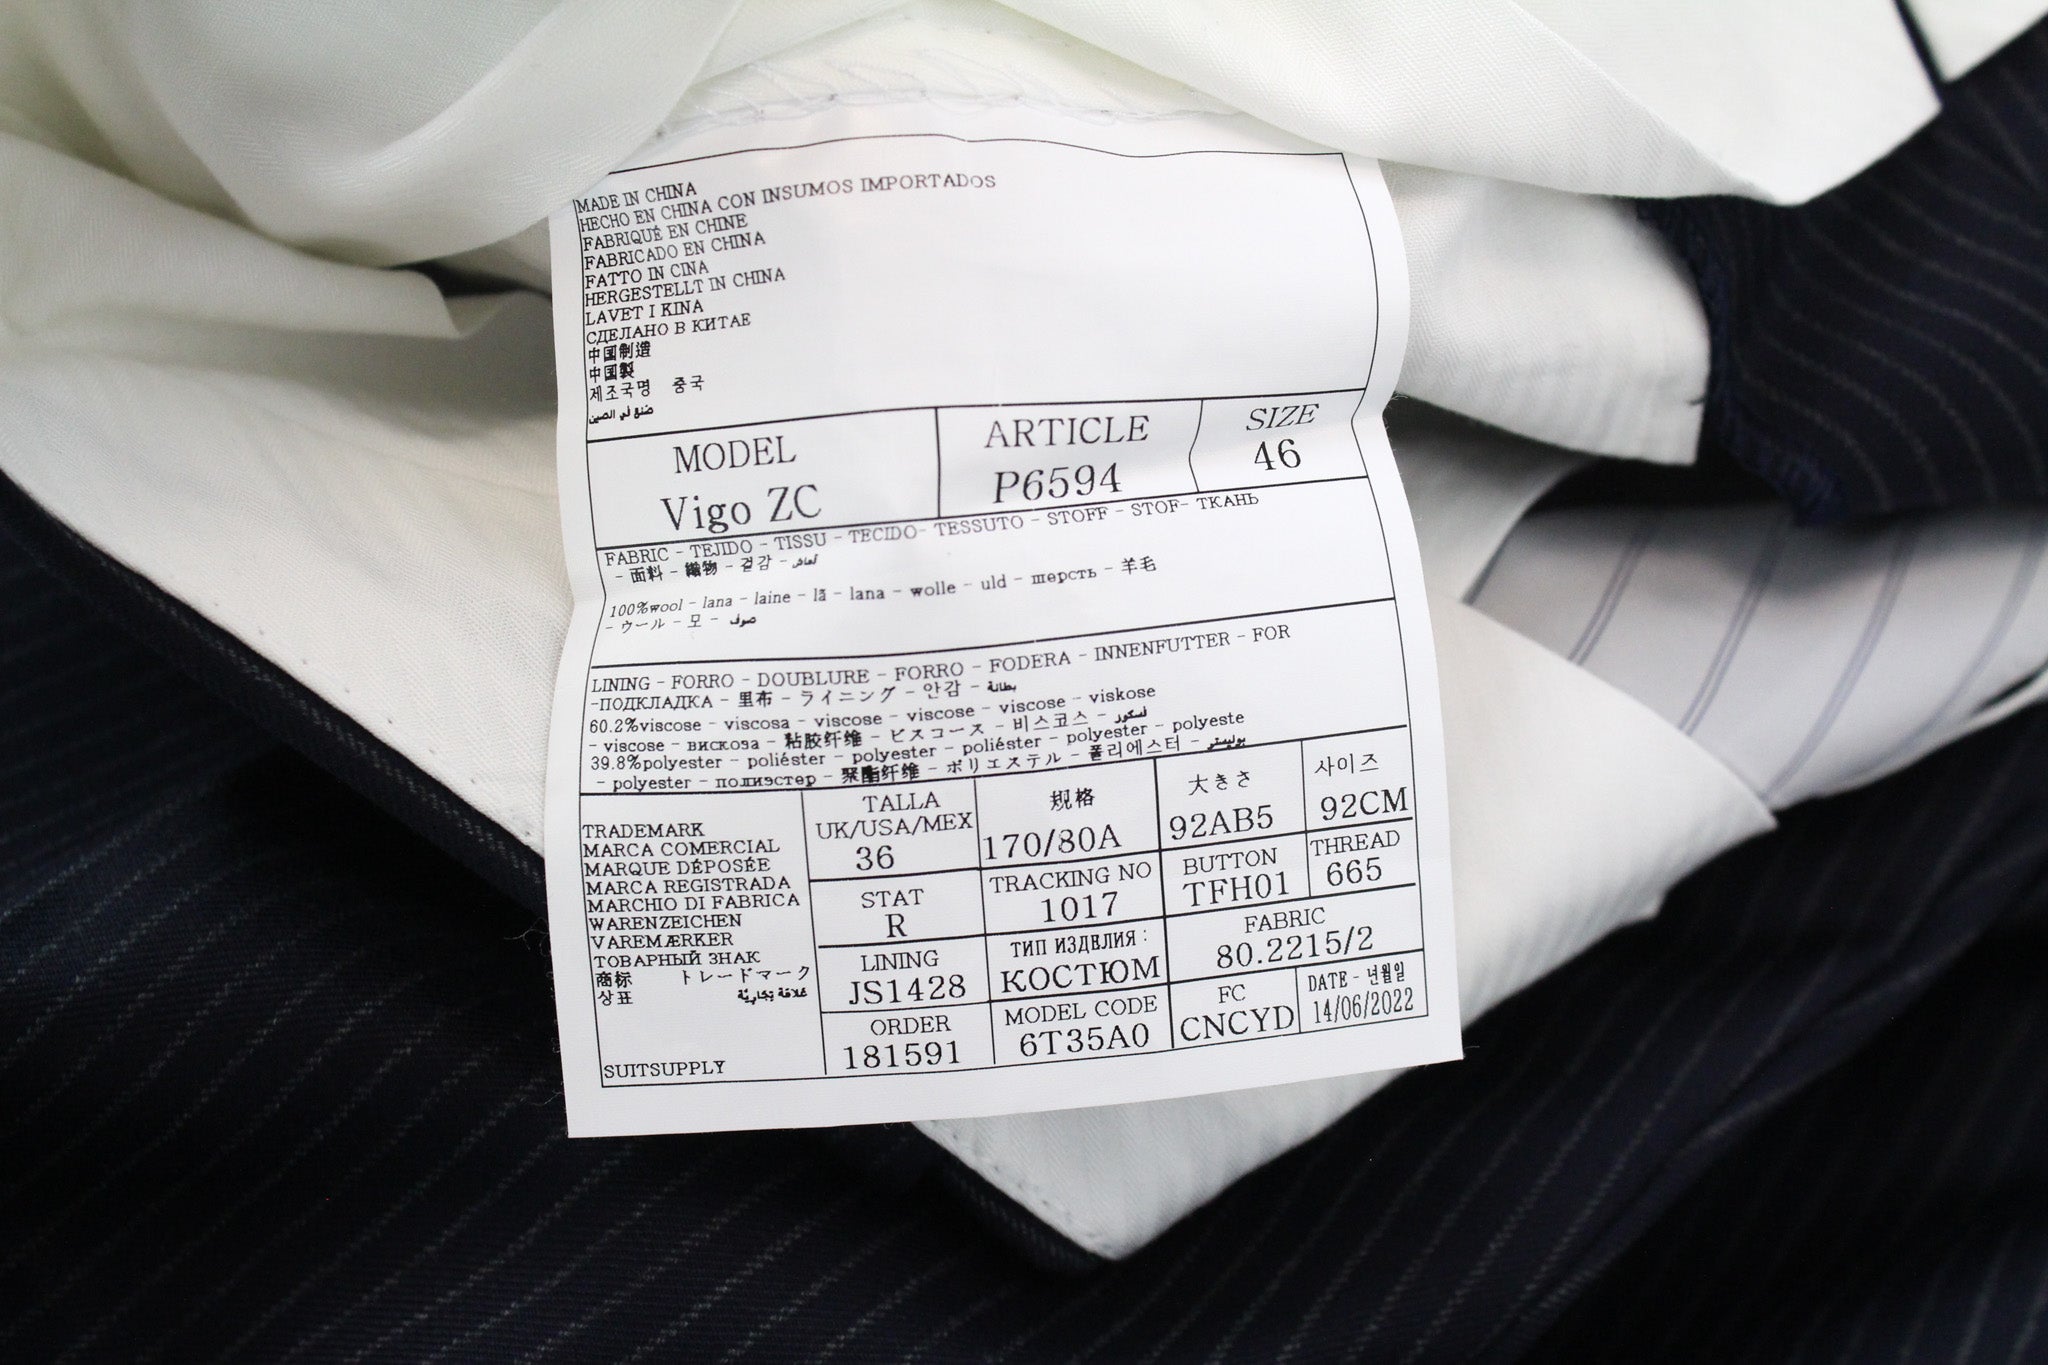 MADE IN CHINA
HECHO EN CHINA CON INSUMOS IMPORTADOS
FABRIQUÉ EN CHINE
FABRICADO EN CHINA
FATTO IN CINA
HERGESTELLT IN CHINA
LAVET I KINA
СДЕЛАНО В КИТАЕ
中国制造
中国製
제조국명 중국
صنع في الصين
MODEL
Vigo ZC
ARTICLE
P6594
SIZE
46
FABRIC - TEJIDO - TISSU - TECIDO- TESSUTO - STOFF - STOF- ТКАНЬ
- 面料 - 織物 - 겉감 - قماش
100%wool - lana - laine - lã - lana - wolle - uld - шерсть - 羊毛
- ウール - 모 - صوف
LINING - FORRO - DOUBLURE - FORRO - FODERA - INNENFUTTER - FOR
-ПОДКЛАДКА - 里布 - ライニング - 안감 - بطانة
60.2%viscose - viscosa - viscose - viscose - viscose - viskose
- viscose - вискоза - 粘胶纤维 - ビスコース - 비스코스 - فسكوز
39.8%polyester - poliéster - polyester - poliéster - polyester - polyeste
- polyester - полиэстер - 聚酯纤维 - ポリエステル - 폴리에스터 - بوليستر
TRADEMARK
MARCA COMERCIAL
MARQUE DÉPOSÉE
MARCA REGISTRADA
MARCHIO DI FABRICA
WARENZEICHEN
VAREMÆRKER
ТОВАРНЫЙ ЗНАК
商标 トレードマーク
상표 علامة تجارية
SUITSUPPLY
TALLA
UK/USA/MEX
36
规格
170/80A
大きさ
92AB5
사이즈
92CM
STAT
R
TRACKING NO
1017
BUTTON
TFH01
THREAD
665
LINING
JS1428
ТИП ИЗДЕЛИЯ :
КОСТЮМ
FABRIC
80.2215/2
ORDER
181591
MODEL CODE
6T35A0
FC
CNCYD
DATE - 년월일
14/06/2022